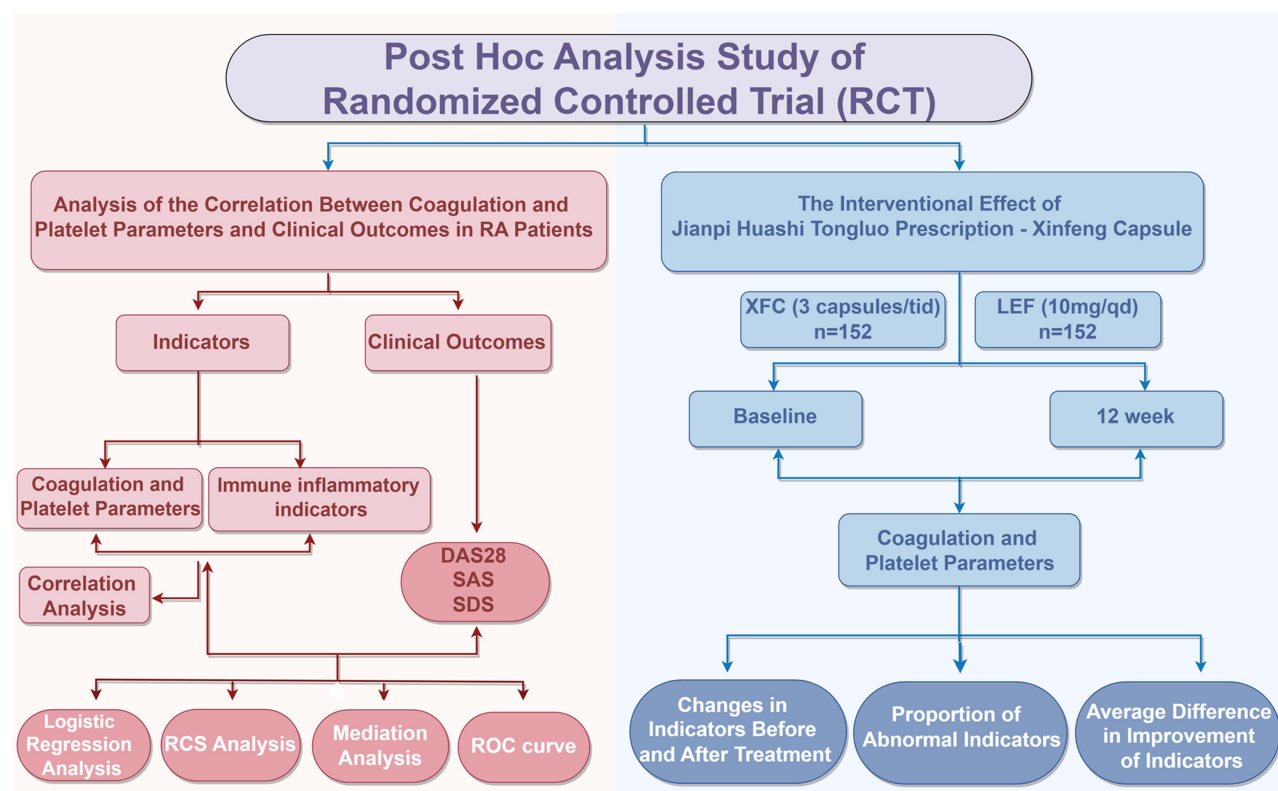 Post Hoc Analysis Study of
Randomized Controlled Trial (RCT)
Analysis of the Correlation Between Coagulation and
Platelet Parameters and Clinical Outcomes in RA Patients
Indicators
Clinical Outcomes
Coagulation and
Platelet Parameters
Immune inflammatory
indicators
Correlation
Analysis
DAS28
SAS
SDS
Logistic
Regression
Analysis
RCS Analysis
Mediation
Analysis
ROC curve
The Interventional Effect of
Jianpi Huashi Tongluo Prescription - Xinfeng Capsule
XFC (3 capsules/tid)
n=152
LEF (10mg/qd)
n=152
Baseline
12 week
Coagulation and
Platelet Parameters
Changes in
Indicators Before
and After Treatment
Proportion of
Abnormal Indicators
Average Difference
in Improvement
of Indicators